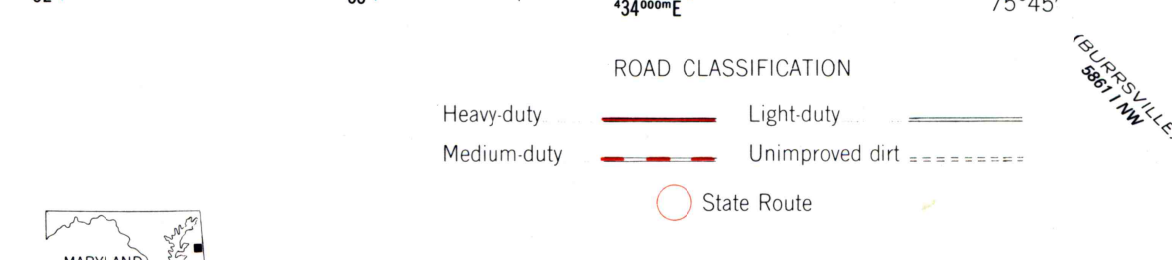 ⁴34⁰⁰⁰ᵐE
75°45′
(BURRSVILLE)
5861 I NW
ROAD CLASSIFICATION
Heavy-duty Light-duty
Medium-duty Unimproved dirt
State Route
MARYLAND